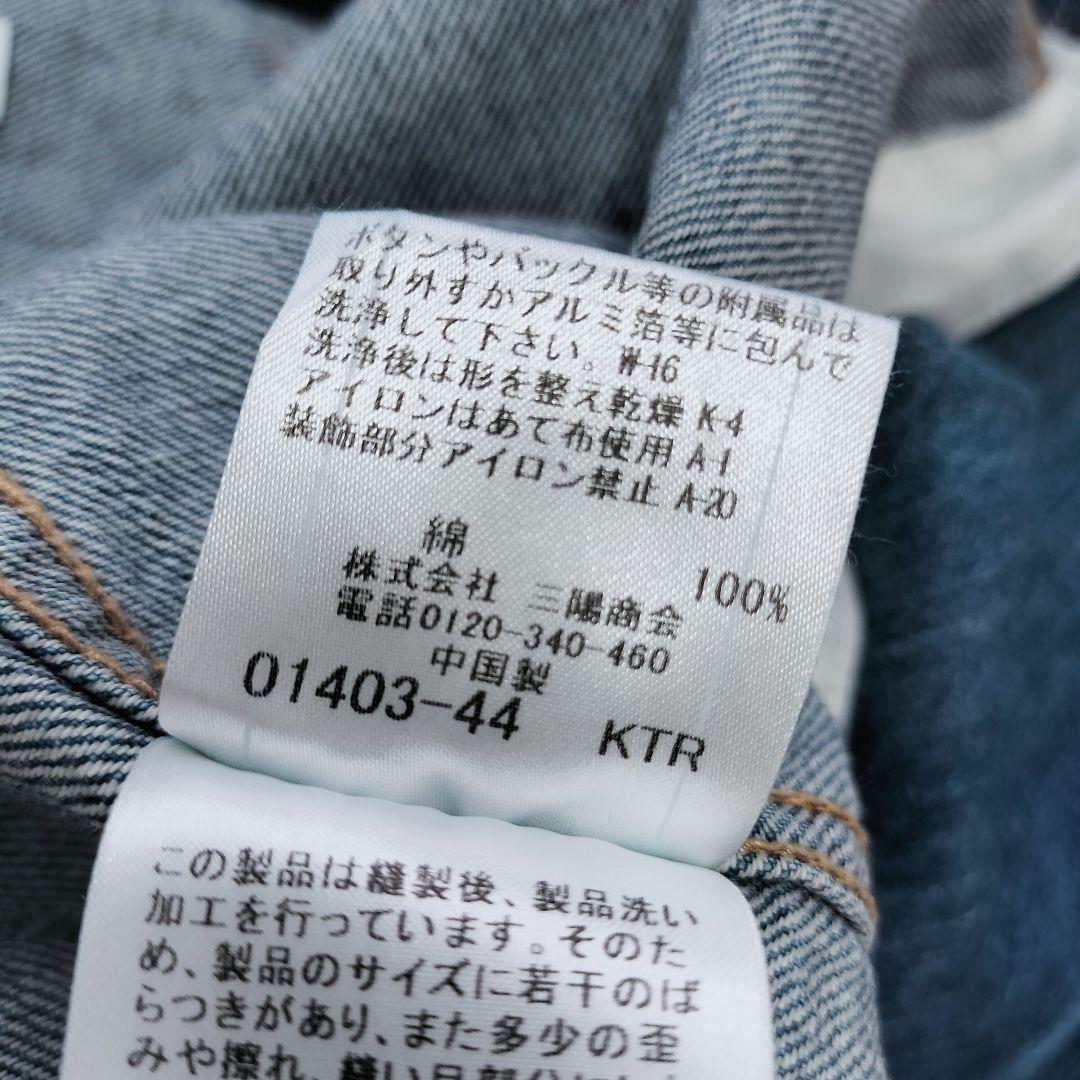 ボタンやバックル等の附属品は
取り外すかアルミ箔等に包んで
洗浄して下さい。W-16
洗浄後は形を整え乾燥 K-4
アイロンはあて布使用 A-1
装飾部分アイロン禁止 A-20
綿 100%
株式会社 三陽商会
電話0120-340-460
中国製
01403-44 KTR
この製品は縫製後、製品洗い
加工を行っています。そのた
め、製品のサイズに若干のば
らつきがあり、また多少の歪
みや擦れ、縫い目部分に